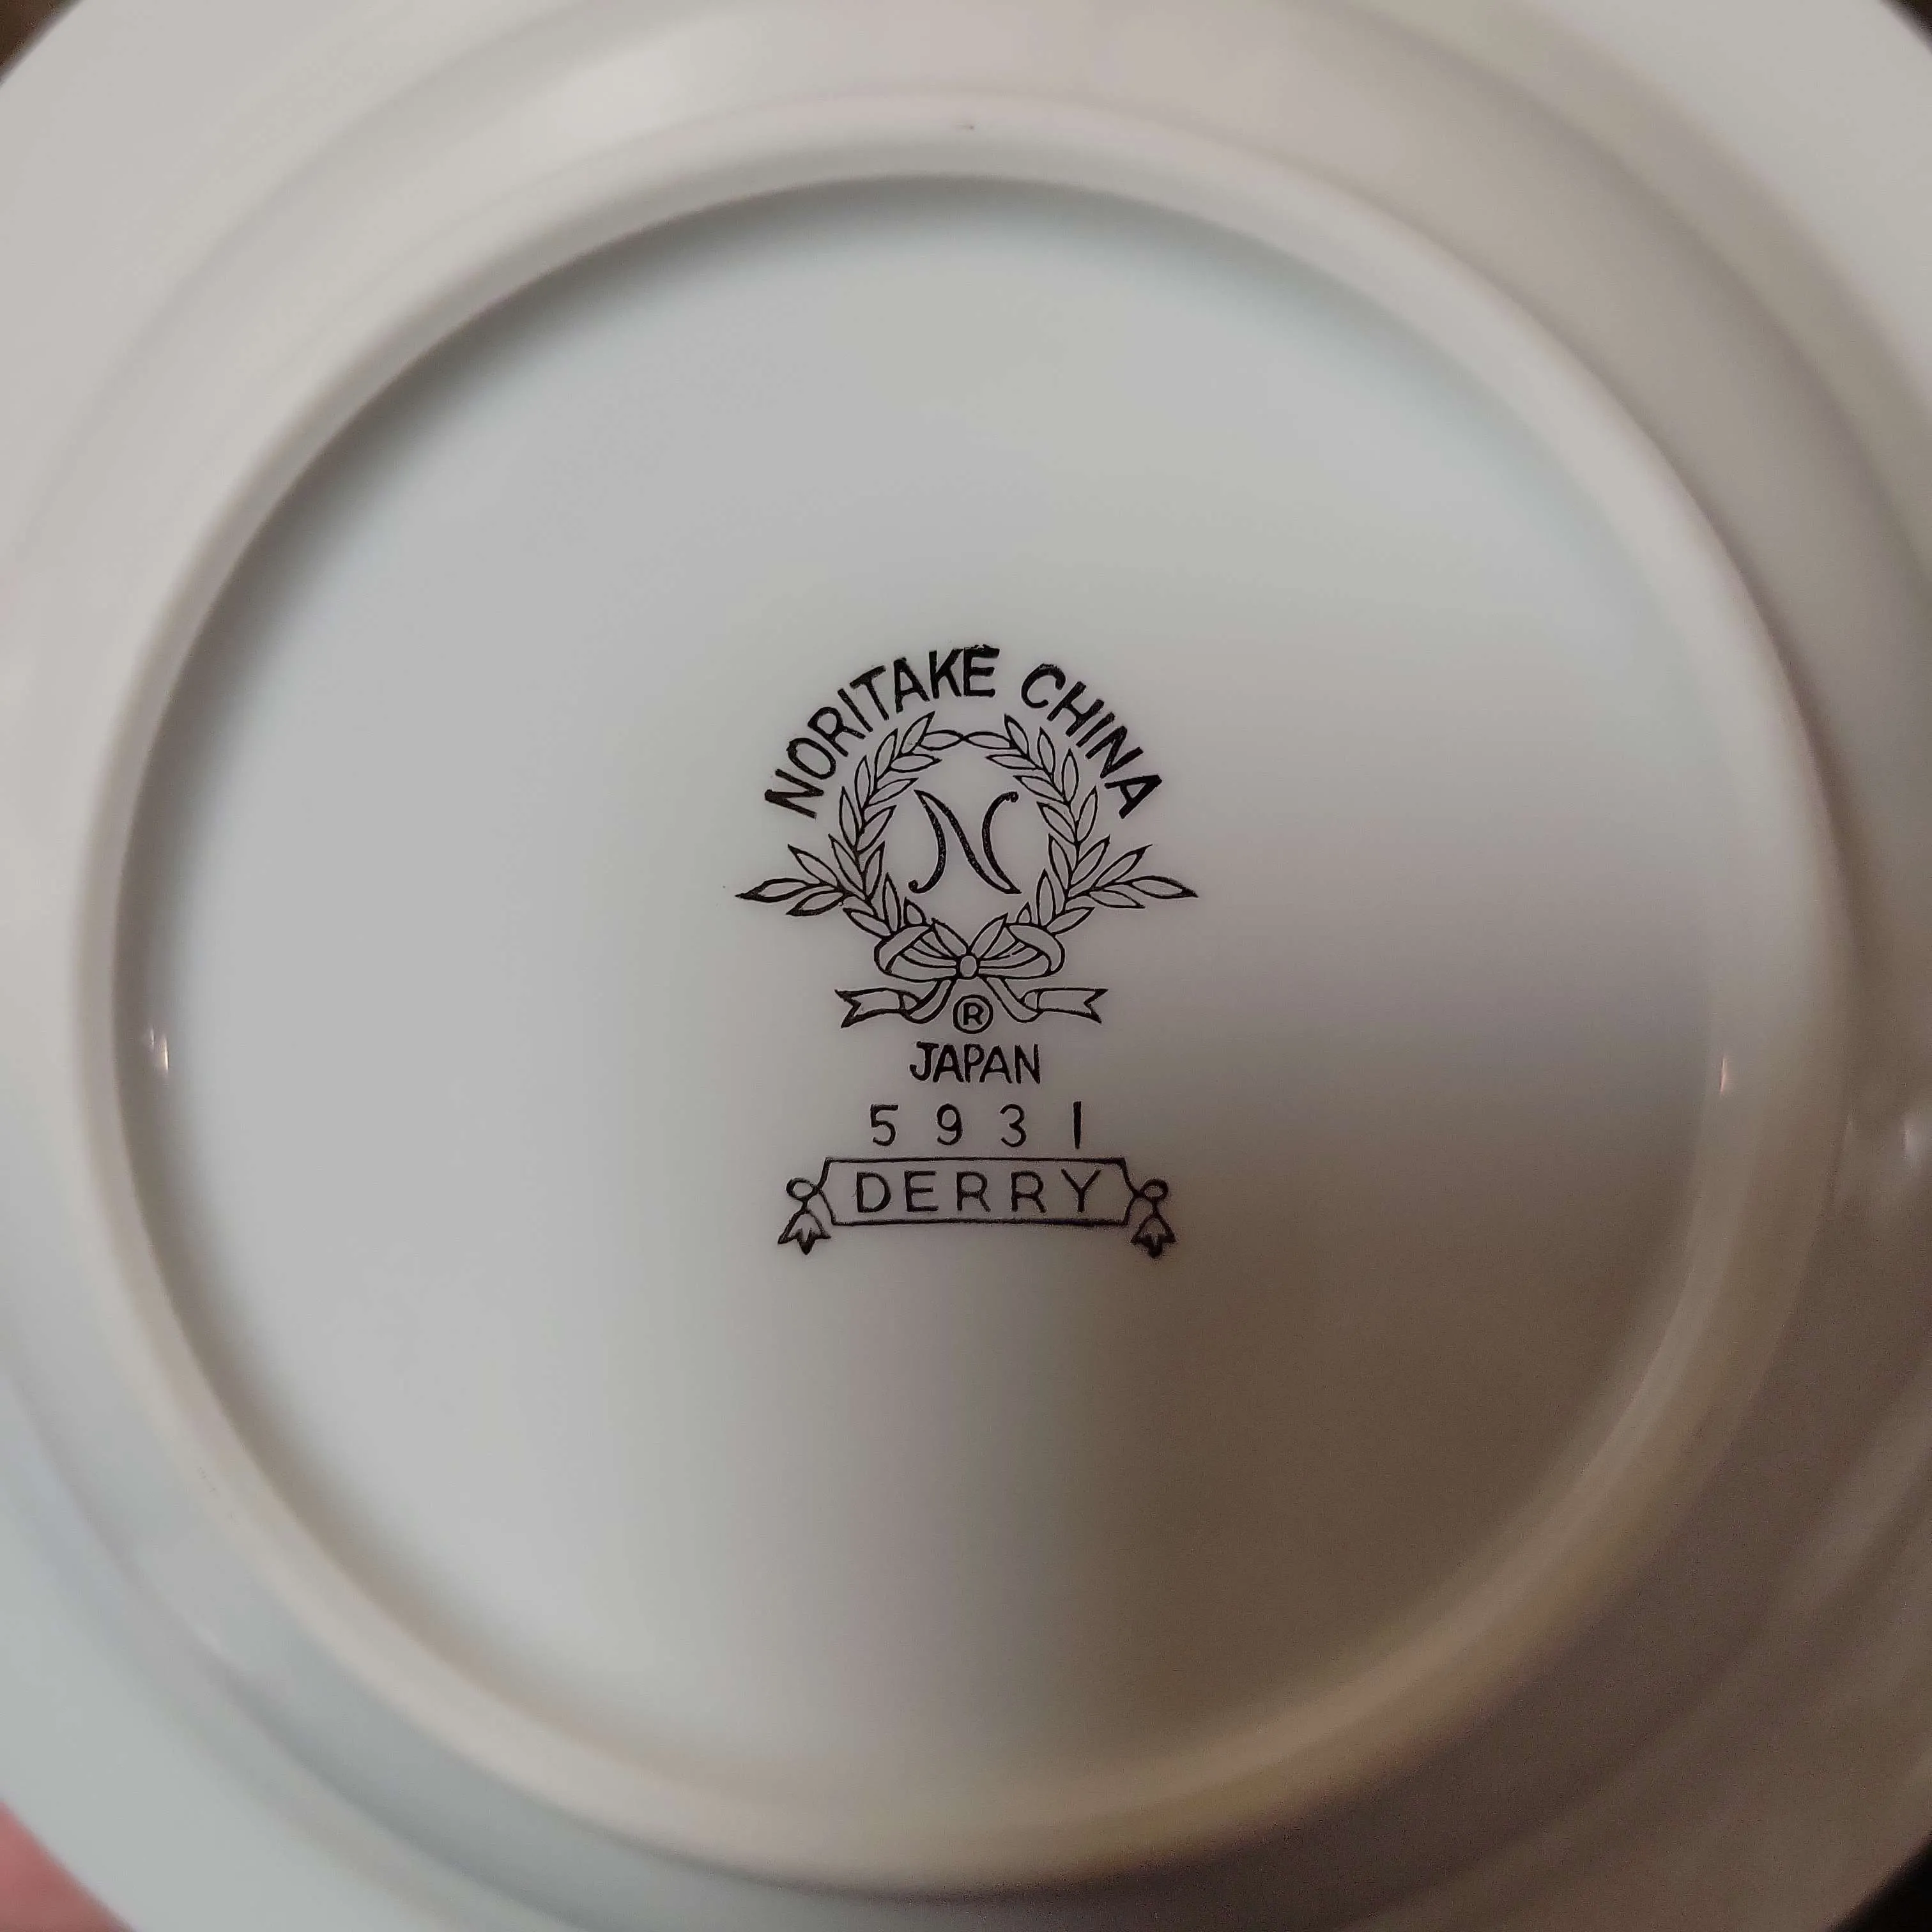 NORITAKE CHINA
N
®
JAPAN
5931
DERRY